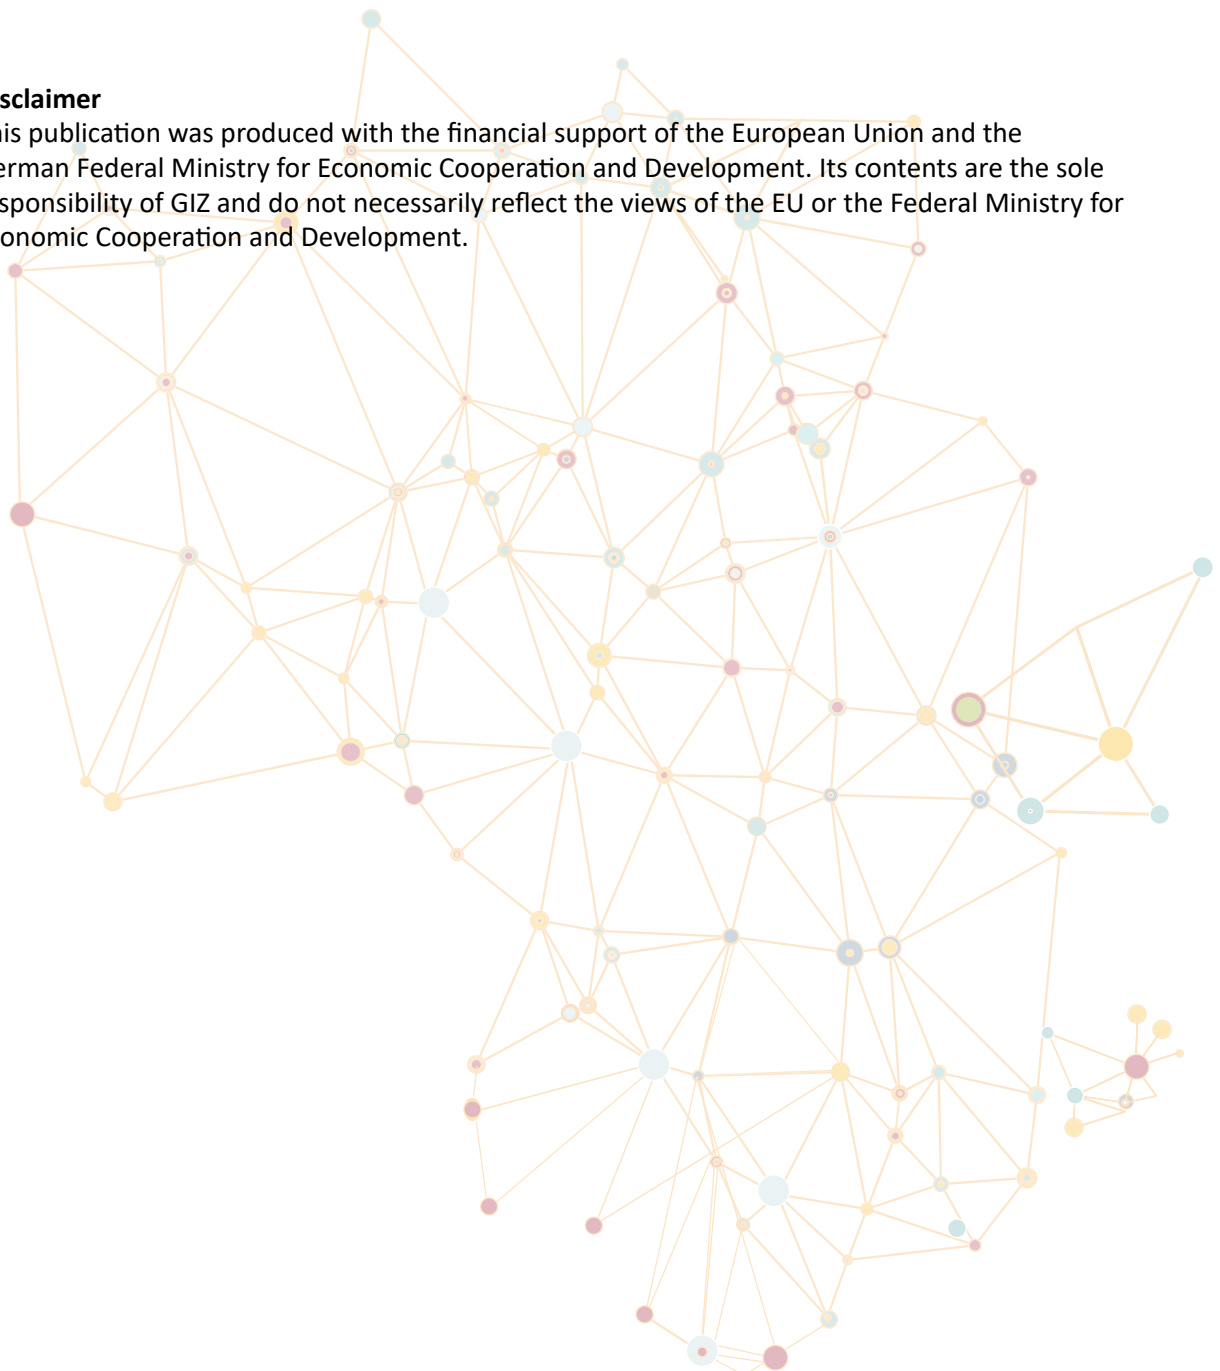 sclaimer
his publication was produced with the financial support of the European Union and the
erman Federal Ministry for Economic Cooperation and Development. Its contents are the sole
sponsibility of GIZ and do not necessarily reflect the views of the EU or the Federal Ministry for
onomic Cooperation and Development.